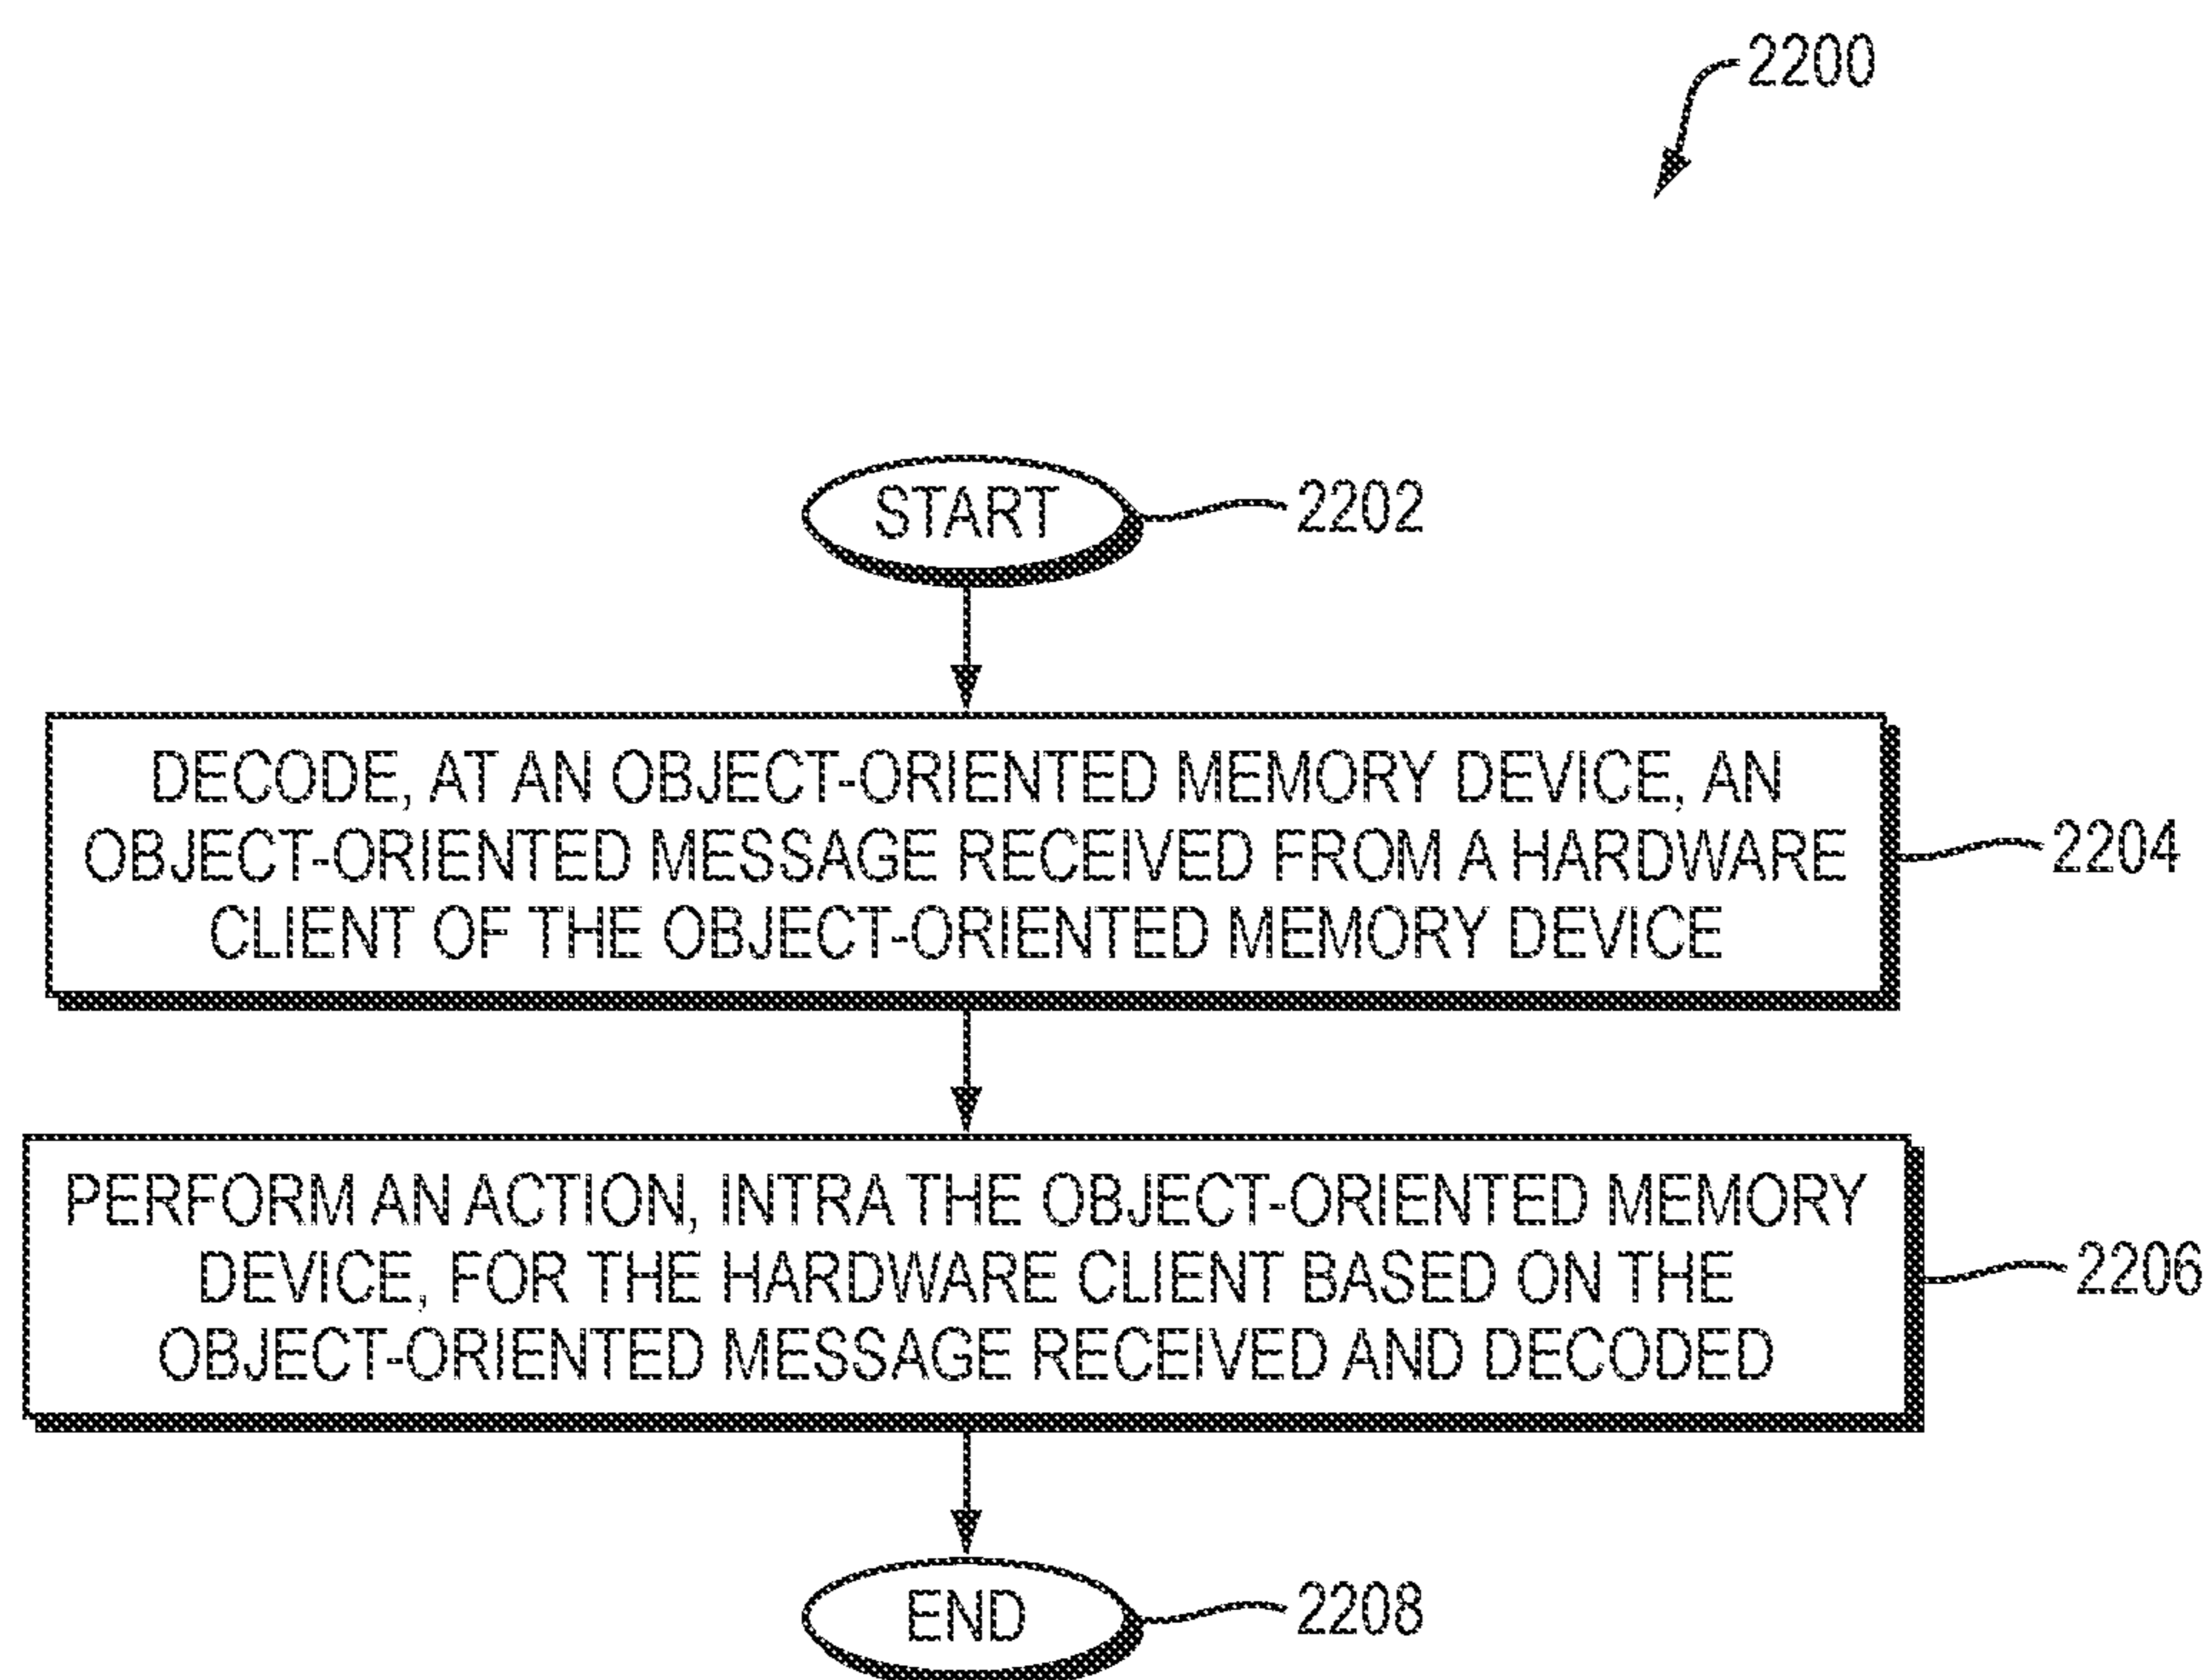 2200
START
2202
DECODE, AT AN OBJECT-ORIENTED MEMORY DEVICE, AN
OBJECT-ORIENTED MESSAGE RECEIVED FROM A HARDWARE
CLIENT OF THE OBJECT-ORIENTED MEMORY DEVICE
2204
PERFORM AN ACTION, INTRA THE OBJECT-ORIENTED MEMORY
DEVICE, FOR THE HARDWARE CLIENT BASED ON THE
OBJECT-ORIENTED MESSAGE RECEIVED AND DECODED
2206
END
2208